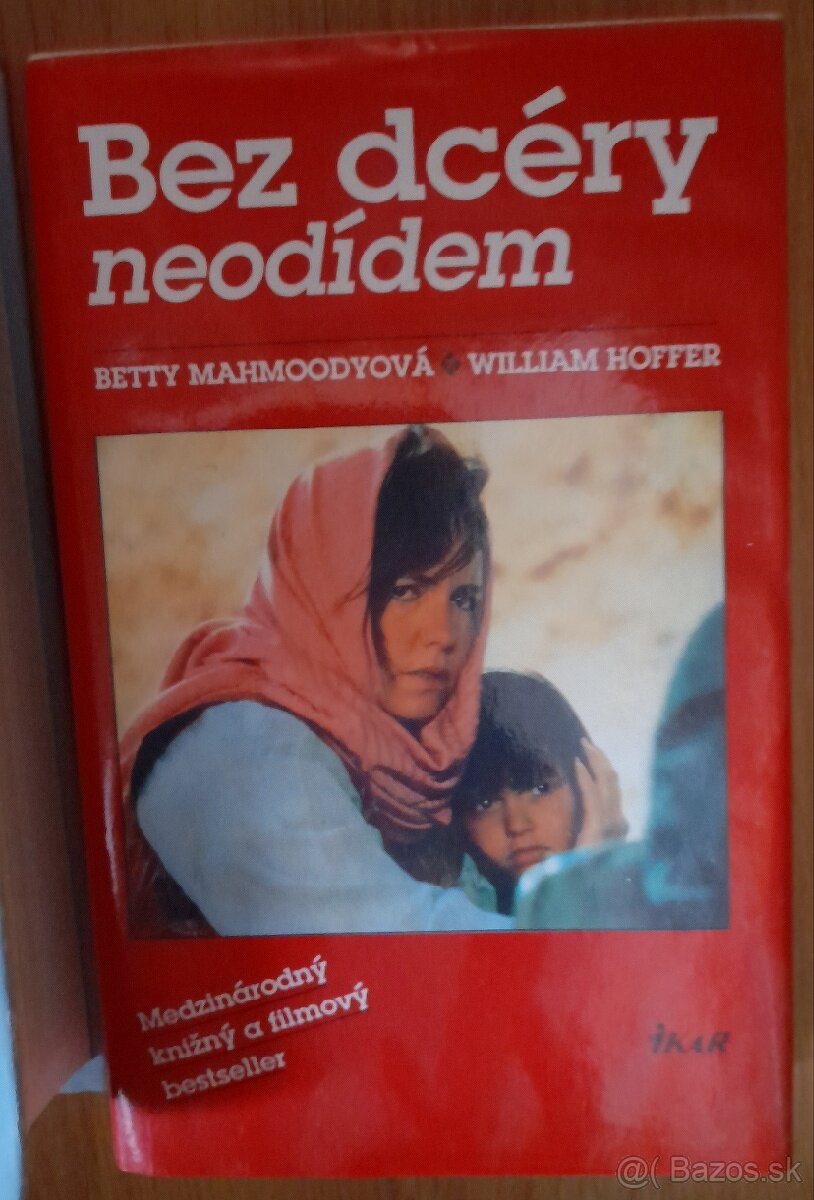 Bez dcéry
neodídem
BETTY MAHMOODYOVÁ WILLIAM HOFFER
Medzinárodný
knižný a filmový
bestseller
IKAR
@( Bazos.sk